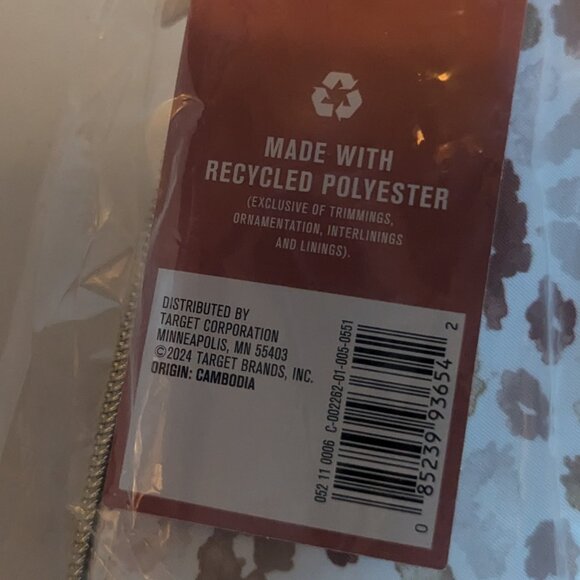 MADE WITH
RECYCLED POLYESTER
(EXCLUSIVE OF TRIMMINGS,
ORNAMENTATION, INTERLININGS
AND LININGS).
DISTRIBUTED BY
TARGET CORPORATION
MINNEAPOLIS, MN 55403
©2024 TARGET BRANDS, INC.
ORIGIN: CAMBODIA
052 11 0006 C-002262-01-005-0551
0 85239 93654 2